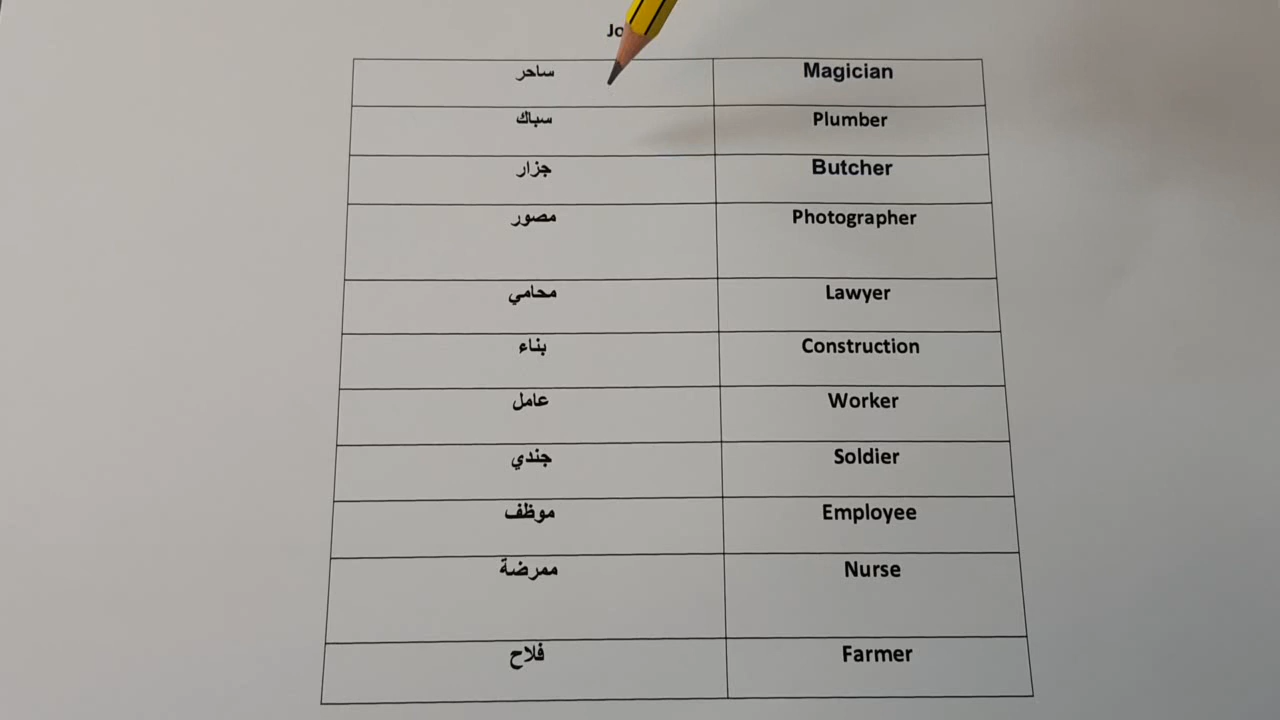 Jo
ساحر Magician
سباك Plumber
جزار Butcher
مصور Photographer
محامي Lawyer
بناء Construction
عامل Worker
جندي Soldier
موظف Employee
ممرضة Nurse
فلاح Farmer